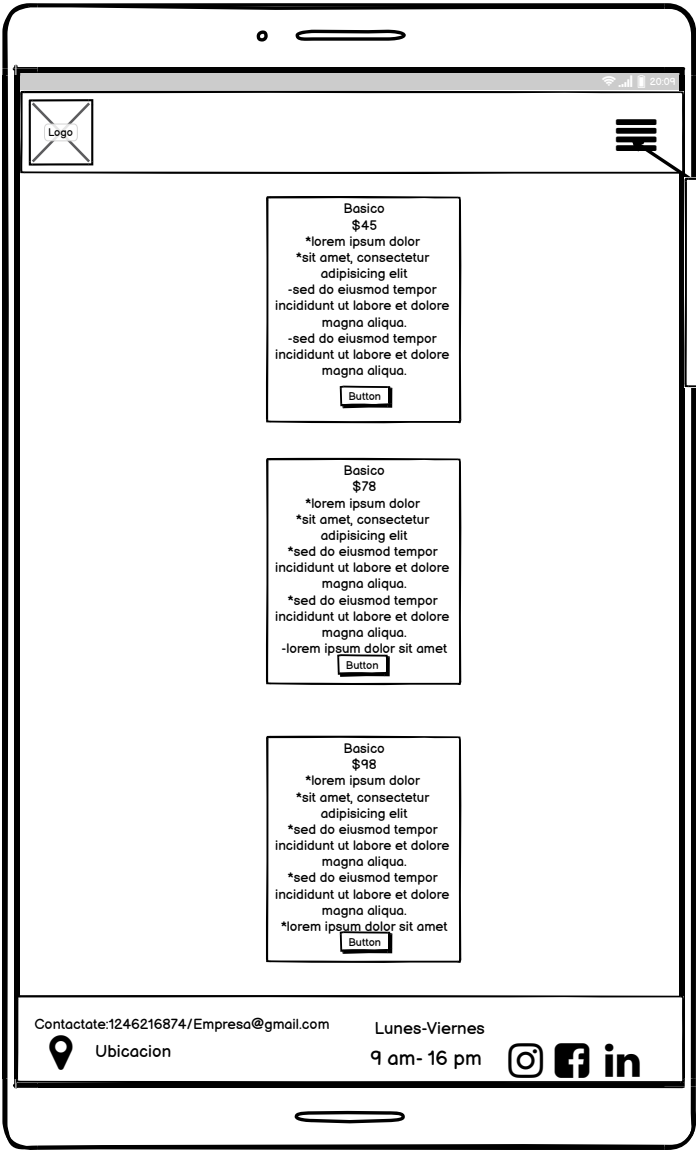 20:09
Logo
Basico
$45
*lorem ipsum dolor
*sit amet, consectetur
adipisicing elit
-sed do eiusmod tempor
incididunt ut labore et dolore
magna aliqua.
-sed do eiusmod tempor
incididunt ut labore et dolore
magna aliqua.
Button
Basico
$78
*lorem ipsum dolor
*sit amet, consectetur
adipisicing elit
*sed do eiusmod tempor
incididunt ut labore et dolore
magna aliqua.
*sed do eiusmod tempor
incididunt ut labore et dolore
magna aliqua.
-lorem ipsum dolor sit amet
Button
Basico
$98
*lorem ipsum dolor
*sit amet, consectetur
adipisicing elit
*sed do eiusmod tempor
incididunt ut labore et dolore
magna aliqua.
*sed do eiusmod tempor
incididunt ut labore et dolore
magna aliqua.
*lorem ipsum dolor sit amet
Button
Contactate:1246216874/Empresa@gmail.com
Ubicacion
Lunes-Viernes
9 am- 16 pm
in